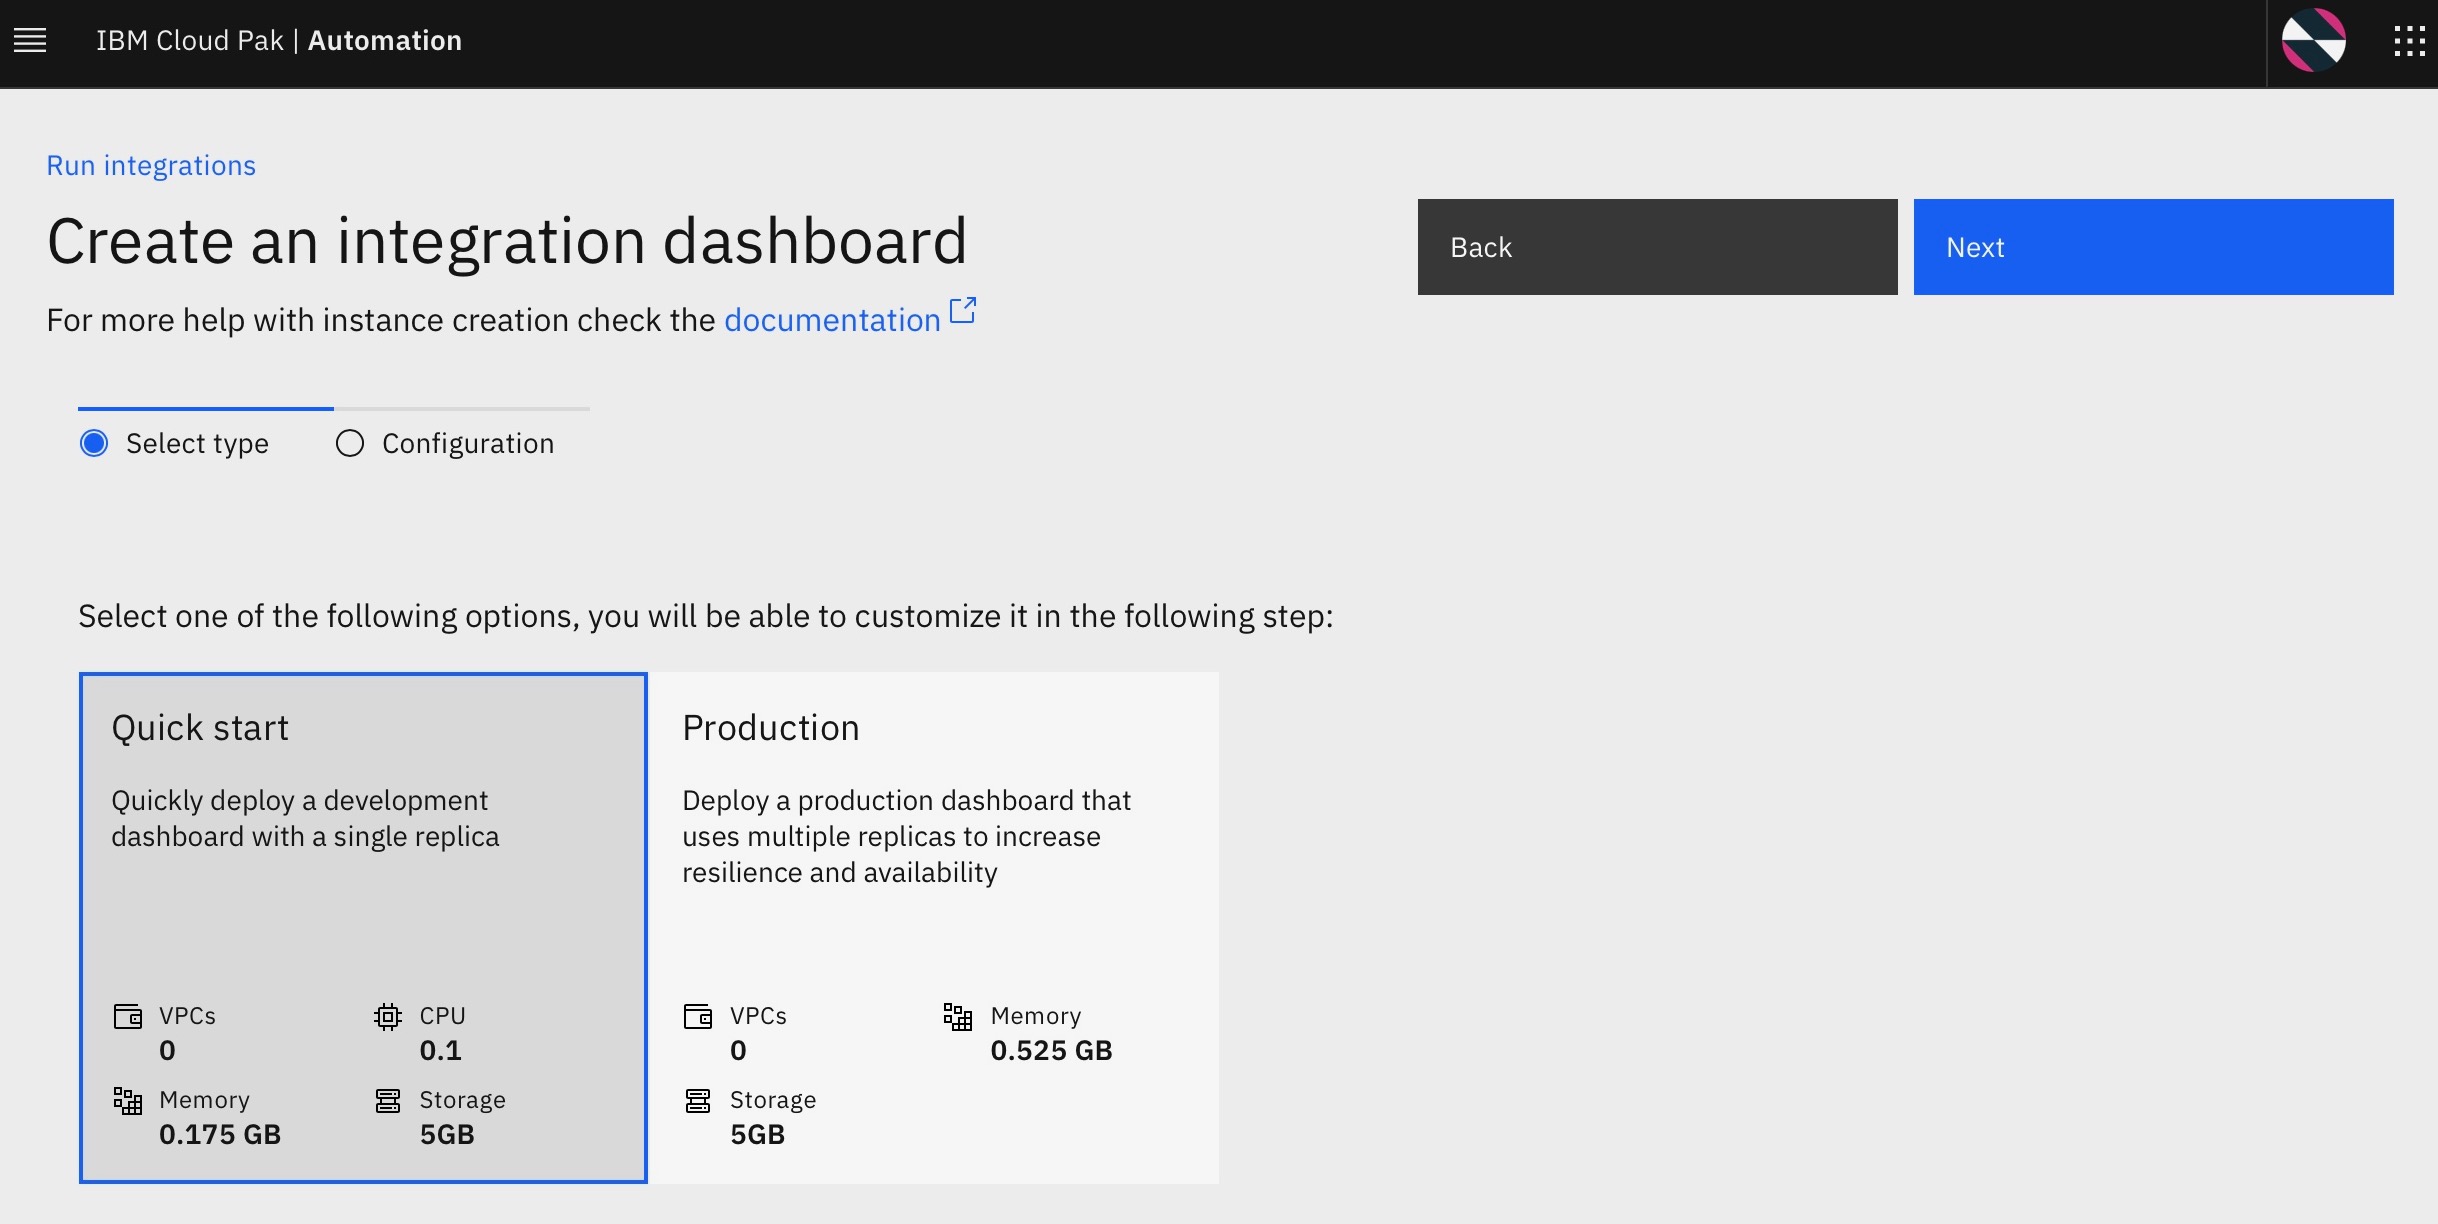 IBM Cloud Pak | Automation
Run integrations
Create an integration dashboard
Back
Next
For more help with instance creation check the documentation
Select type
Configuration
Select one of the following options, you will be able to customize it in the following step:
Quick start
Quickly deploy a development
dashboard with a single replica
VPCs
0
CPU
0.1
Memory
0.175 GB
Storage
5GB
Production
Deploy a production dashboard that
uses multiple replicas to increase
resilience and availability
VPCs
0
Memory
0.525 GB
Storage
5GB